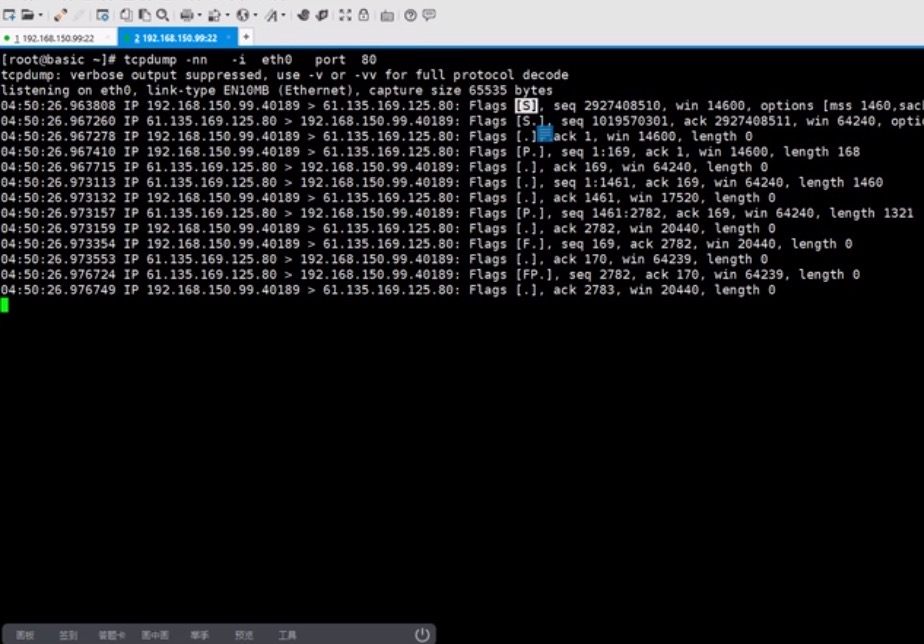 1 192.168.150.99:22
2 192.168.150.99:22
[root@basic ~]# tcpdump -nn   -i  eth0   port  80
tcpdump: verbose output suppressed, use -v or -vv for full protocol decode
listening on eth0, link-type EN10MB (Ethernet), capture size 65535 bytes
04:50:26.963808 IP 192.168.150.99.40189 > 61.135.169.125.80: Flags [S], seq 2927408510, win 14600, options [mss 1460,sac
04:50:26.967260 IP 61.135.169.125.80 > 192.168.150.99.40189: Flags [S.], seq 1019570301, ack 2927408511, win 64240, opti
04:50:26.967278 IP 192.168.150.99.40189 > 61.135.169.125.80: Flags [.], ack 1, win 14600, length 0
04:50:26.967410 IP 192.168.150.99.40189 > 61.135.169.125.80: Flags [P.], seq 1:169, ack 1, win 14600, length 168
04:50:26.967715 IP 61.135.169.125.80 > 192.168.150.99.40189: Flags [.], ack 169, win 64240, length 0
04:50:26.973113 IP 61.135.169.125.80 > 192.168.150.99.40189: Flags [.], seq 1:1461, ack 169, win 64240, length 1460
04:50:26.973132 IP 192.168.150.99.40189 > 61.135.169.125.80: Flags [.], ack 1461, win 17520, length 0
04:50:26.973157 IP 61.135.169.125.80 > 192.168.150.99.40189: Flags [P.], seq 1461:2782, ack 169, win 64240, length 1321
04:50:26.973159 IP 192.168.150.99.40189 > 61.135.169.125.80: Flags [.], ack 2782, win 20440, length 0
04:50:26.973354 IP 192.168.150.99.40189 > 61.135.169.125.80: Flags [F.], seq 169, ack 2782, win 20440, length 0
04:50:26.973553 IP 61.135.169.125.80 > 192.168.150.99.40189: Flags [.], ack 170, win 64239, length 0
04:50:26.976724 IP 61.135.169.125.80 > 192.168.150.99.40189: Flags [FP.], seq 2782, ack 170, win 64239, length 0
04:50:26.976749 IP 192.168.150.99.40189 > 61.135.169.125.80: Flags [.], ack 2783, win 20440, length 0
画板 签到 答题卡 画中画 举手 预览 工具